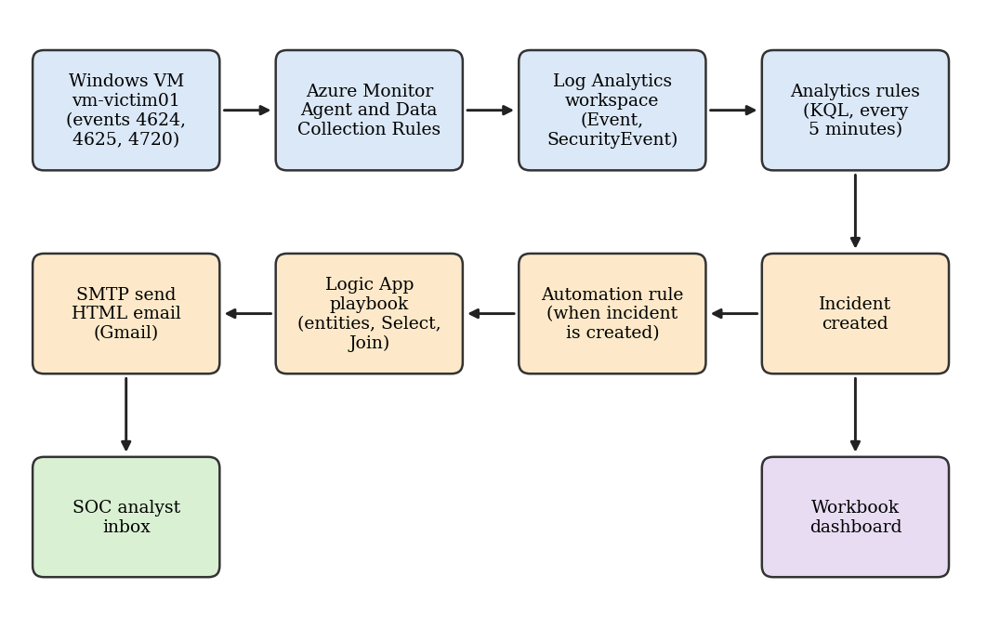 Windows VM
vm-victim01
(events 4624,
4625, 4720)
Azure Monitor
Agent and Data
Collection Rules
Log Analytics
workspace
(Event,
SecurityEvent)
Analytics rules
(KQL, every
5 minutes)
SMTP send
HTML email
(Gmail)
Logic App
playbook
(entities, Select,
Join)
Automation rule
(when incident
is created)
Incident
created
SOC analyst
inbox
Workbook
dashboard